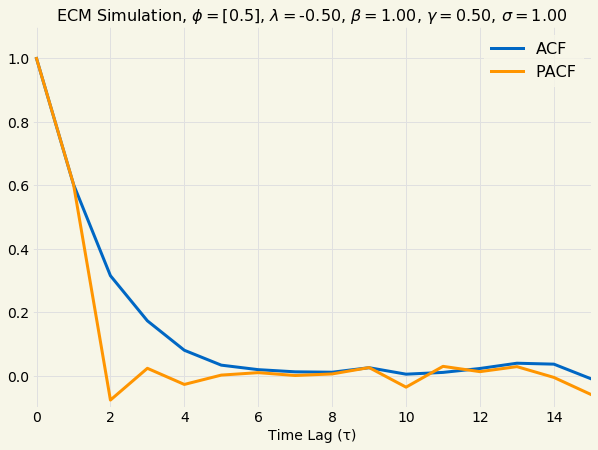 ECM Simulation, ϕ = [0.5], λ = -0.50, β = 1.00, γ = 0.50, σ = 1.00
ACF
PACF
1.0
0.8
0.6
0.4
0.2
0.0
0 2 4 6 8 10 12 14
Time Lag (τ)